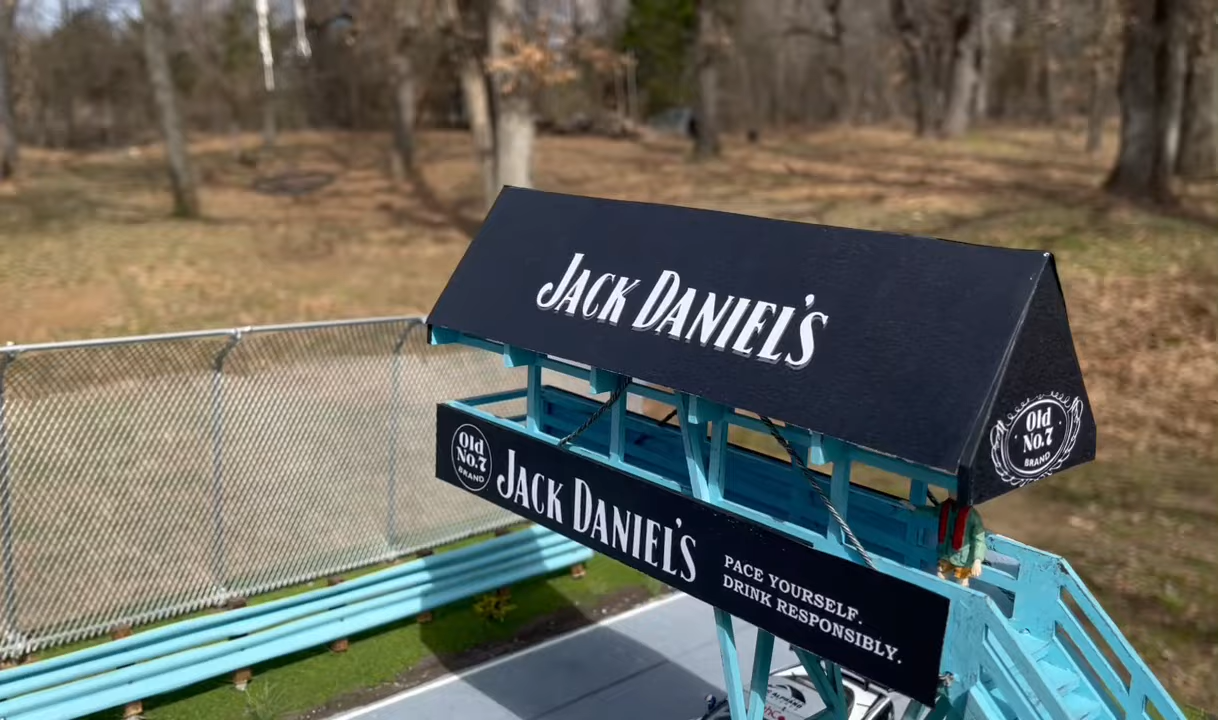 JACK DANIEL'S
Old
No.7
BRAND
Old
No.7
BRAND
JACK DANIEL'S
PACE YOURSELF.
DRINK RESPONSIBLY.